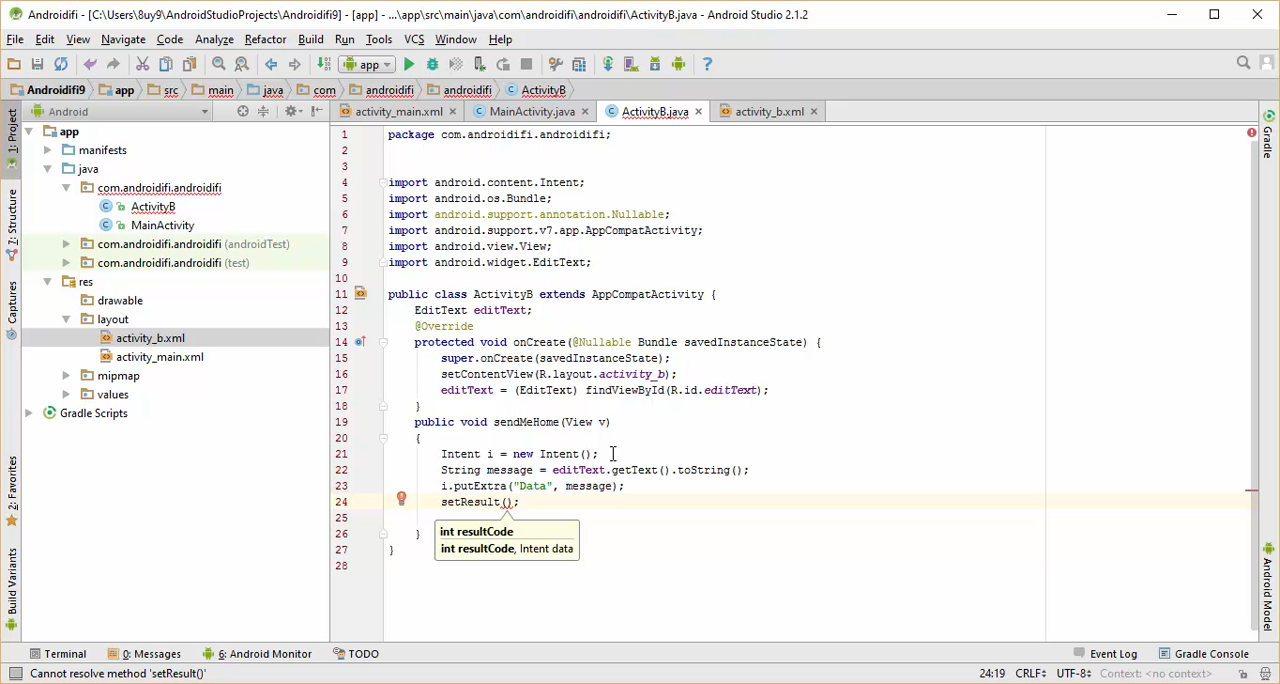 Androidifi - [C:\Users\8uy9\AndroidStudioProjects\Androidifi9] - [app] - ...\app\src\main\java\com\androidifi\androidifi\ActivityB.java - Android Studio 2.1.2
File Edit View Navigate Code Analyze Refactor Build Run Tools VCS Window Help
app
Androidifi9 app src main java com androidifi androidifi ActivityB
Android
activity_main.xml MainActivity.java ActivityB.java activity_b.xml
1: Project
7: Structure
Captures
2: Favorites
Build Variants
app
manifests
java
com.androidifi.androidifi
ActivityB
MainActivity
com.androidifi.androidifi (androidTest)
com.androidifi.androidifi (test)
res
drawable
layout
activity_b.xml
activity_main.xml
mipmap
values
Gradle Scripts
1 package com.androidifi.androidifi;
2
3
4 import android.content.Intent;
5 import android.os.Bundle;
6 import android.support.annotation.Nullable;
7 import android.support.v7.app.AppCompatActivity;
8 import android.view.View;
9 import android.widget.EditText;
10
11 public class ActivityB extends AppCompatActivity {
12 EditText editText;
13 @Override
14 protected void onCreate(@Nullable Bundle savedInstanceState) {
15 super.onCreate(savedInstanceState);
16 setContentView(R.layout.activity_b);
17 editText = (EditText) findViewById(R.id.editText);
18 }
19 public void sendMeHome(View v)
20 {
21 Intent i = new Intent();
22 String message = editText.getText().toString();
23 i.putExtra("Data", message);
24 setResult();
25
26 }
27 }
28
int resultCode
int resultCode, Intent data
Gradle
Android Model
Terminal 0: Messages 6: Android Monitor TODO Event Log Gradle Console
Cannot resolve method 'setResult()' 24:19 CRLF÷ UTF-8÷ Context: <no context>